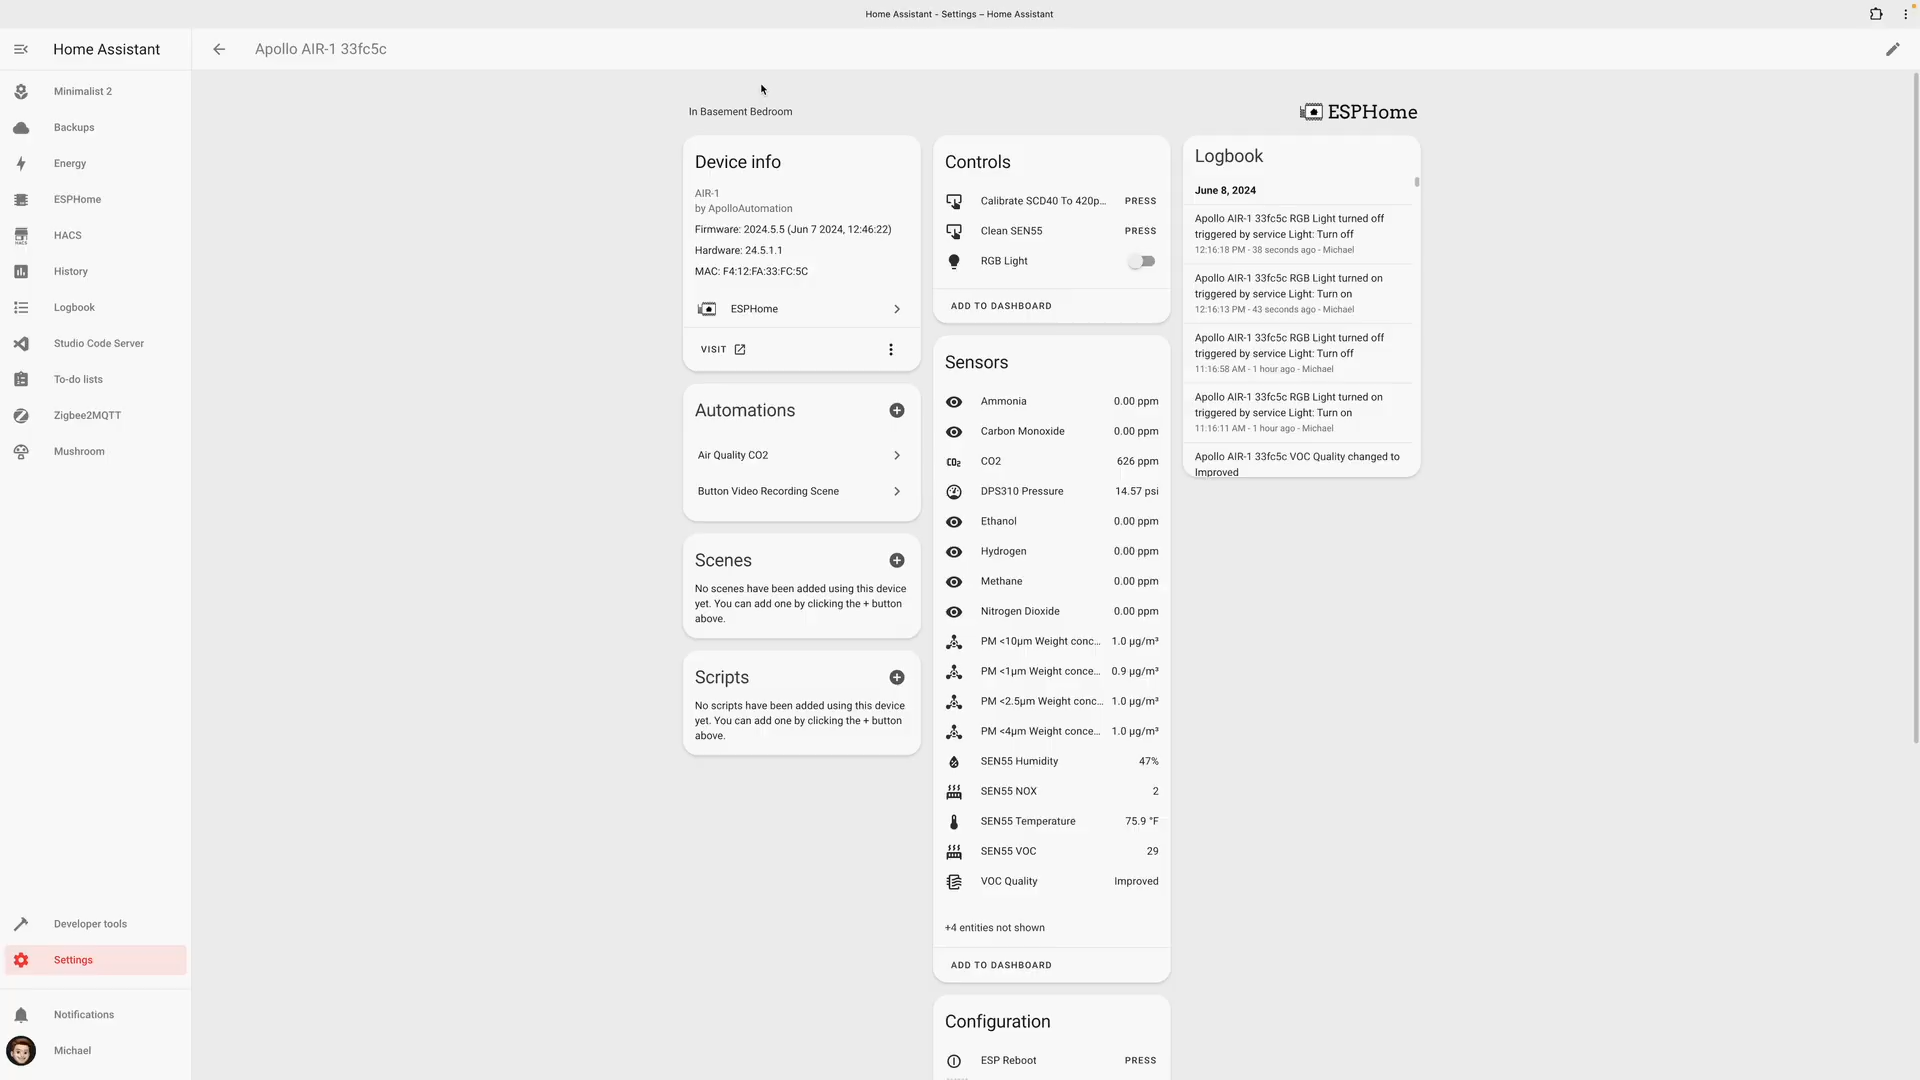 Home Assistant - Settings – Home Assistant
Home Assistant
Apollo AIR-1 33fc5c
Minimalist 2
Backups
Energy
ESPHome
HACS
HACS
History
Logbook
Studio Code Server
To-do lists
Zigbee2MQTT
Mushroom
Developer tools
Settings
Notifications
Michael
In Basement Bedroom
ESPHome
Device info
AIR-1
by ApolloAutomation
Firmware: 2024.5.5 (Jun 7 2024, 12:46:22)
Hardware: 24.5.1.1
MAC: F4:12:FA:33:FC:5C
ESPHome
VISIT
Automations
Air Quality CO2
Button Video Recording Scene
Scenes
No scenes have been added using this device
yet. You can add one by clicking the + button
above.
Scripts
No scripts have been added using this device
yet. You can add one by clicking the + button
above.
Controls
Calibrate SCD40 To 420p... PRESS
Clean SEN55 PRESS
RGB Light
ADD TO DASHBOARD
Sensors
Ammonia 0.00 ppm
Carbon Monoxide 0.00 ppm
CO2 CO2 626 ppm
DPS310 Pressure 14.57 psi
Ethanol 0.00 ppm
Hydrogen 0.00 ppm
Methane 0.00 ppm
Nitrogen Dioxide 0.00 ppm
PM <10µm Weight conc... 1.0 µg/m³
PM <1µm Weight conce... 0.9 µg/m³
PM <2.5µm Weight conc... 1.0 µg/m³
PM <4µm Weight conce... 1.0 µg/m³
SEN55 Humidity 47%
SEN55 NOX 2
SEN55 Temperature 75.9 °F
SEN55 VOC 29
VOC Quality Improved
+4 entities not shown
ADD TO DASHBOARD
Configuration
ESP Reboot PRESS
Logbook
June 8, 2024
Apollo AIR-1 33fc5c RGB Light turned off
triggered by service Light: Turn off
12:16:18 PM - 38 seconds ago - Michael
Apollo AIR-1 33fc5c RGB Light turned on
triggered by service Light: Turn on
12:16:13 PM - 43 seconds ago - Michael
Apollo AIR-1 33fc5c RGB Light turned off
triggered by service Light: Turn off
11:16:58 AM - 1 hour ago - Michael
Apollo AIR-1 33fc5c RGB Light turned on
triggered by service Light: Turn on
11:16:11 AM - 1 hour ago - Michael
Apollo AIR-1 33fc5c VOC Quality changed to
Improved